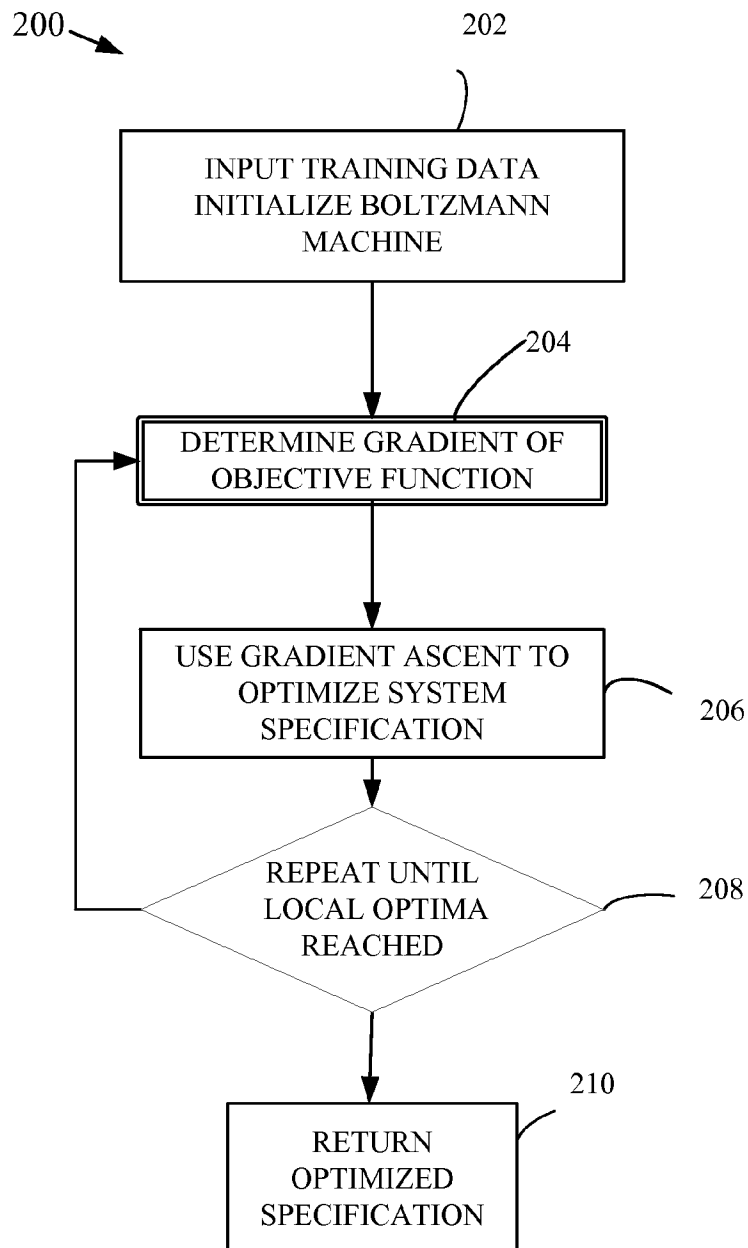 200
202
INPUT TRAINING DATA
INITIALIZE BOLTZMANN
MACHINE
204
DETERMINE GRADIENT OF
OBJECTIVE FUNCTION
USE GRADIENT ASCENT TO
OPTIMIZE SYSTEM
SPECIFICATION
206
REPEAT UNTIL
LOCAL OPTIMA
REACHED
208
210
RETURN
OPTIMIZED
SPECIFICATION